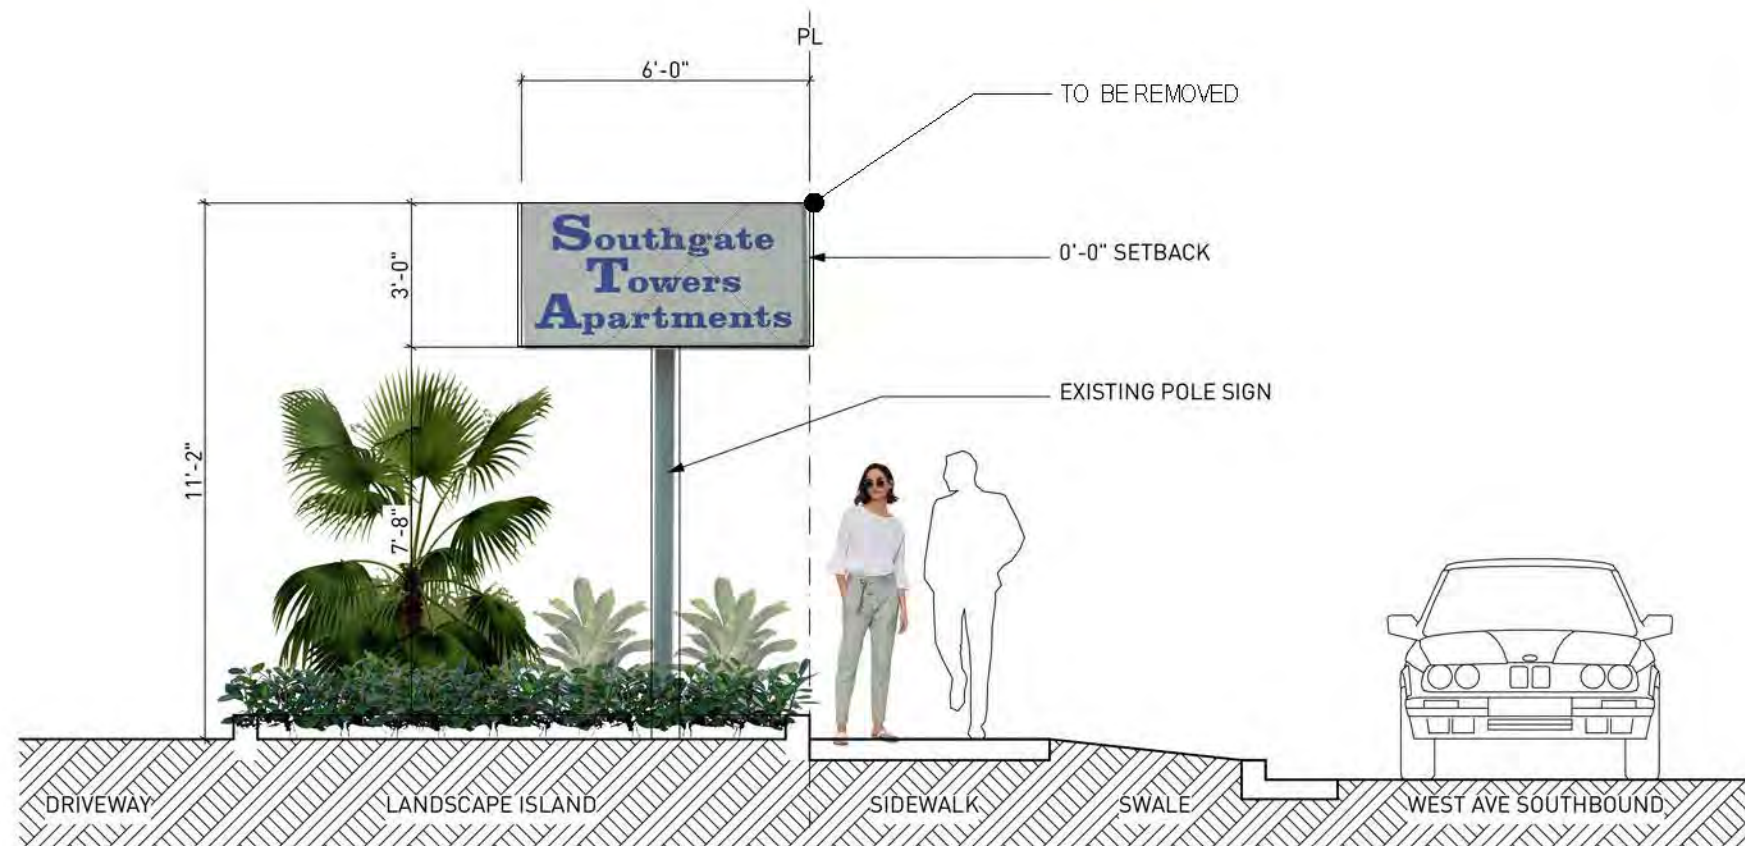 PL
6'-0"
TO BE REMOVED
Southgate
Towers
Apartments
0'-0" SETBACK
3'-0"
EXISTING POLE SIGN
11'-2"
7'-8"
DRIVEWAY
LANDSCAPE ISLAND
SIDEWALK
SWALE
WEST AVE SOUTHBOUND